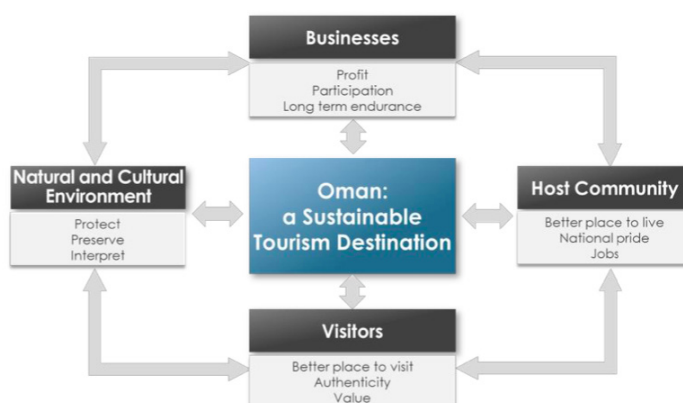 Businesses
Profit
Participation
Long term endurance
Natural and Cultural
Environment
Protect
Preserve
Interpret
Oman:
a Sustainable
Tourism Destination
Host Community
Better place to live
National pride
Jobs
Visitors
Better place to visit
Authenticity
Value